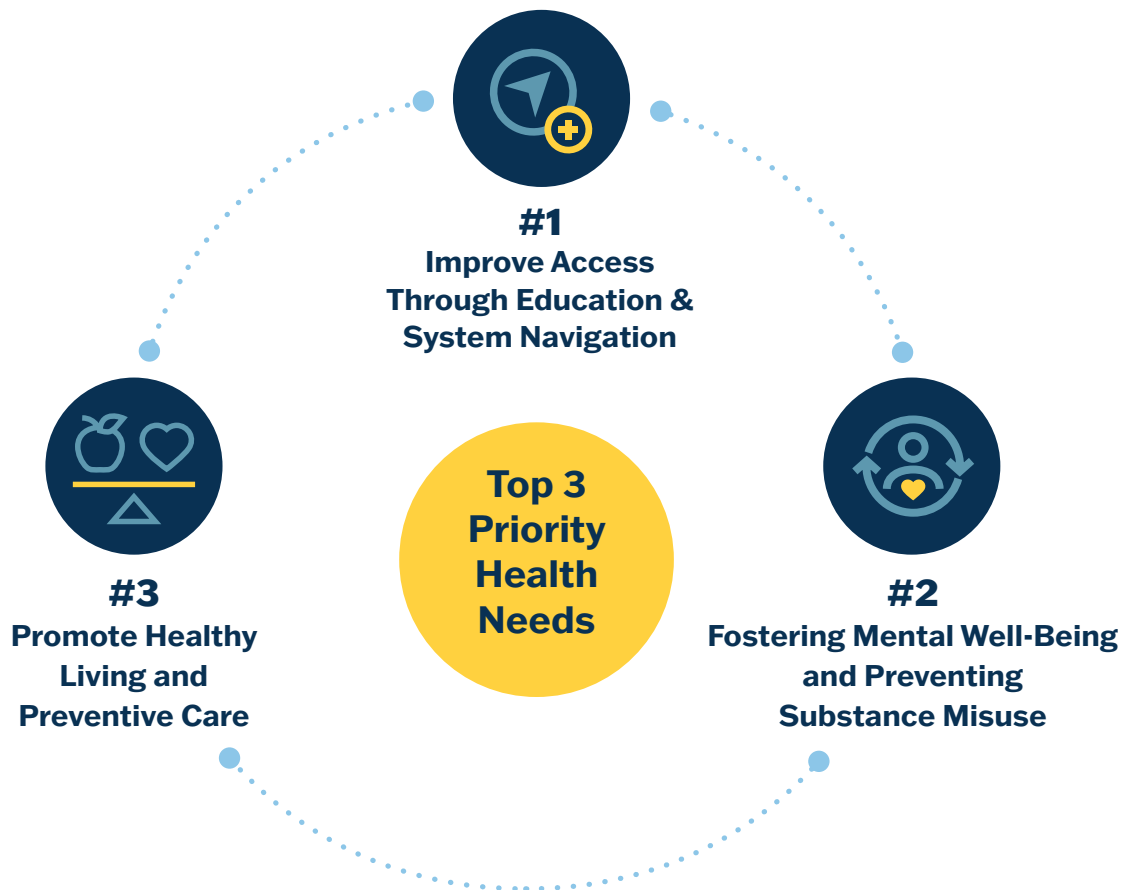 #1
Improve Access
Through Education &
System Navigation
Top 3
Priority
Health
Needs
#2
Fostering Mental Well-Being
and Preventing
Substance Misuse
#3
Promote Healthy
Living and
Preventive Care